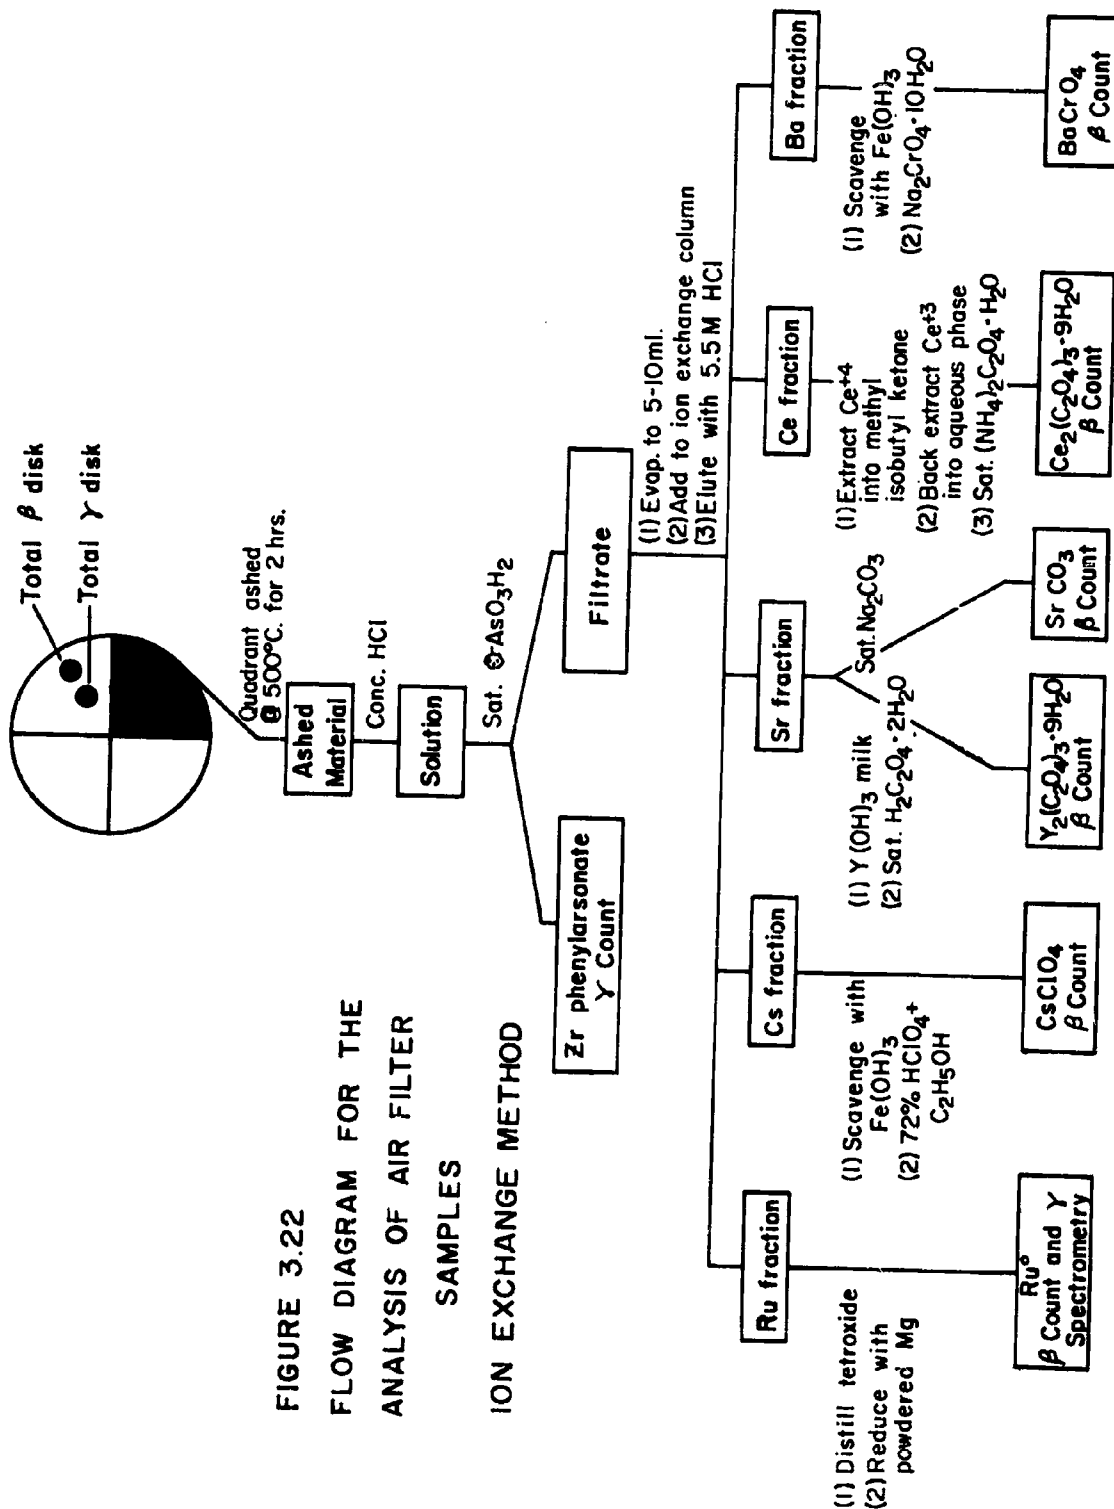 FIGURE 3.22
FLOW DIAGRAM FOR THE
ANALYSIS OF AIR FILTER
SAMPLES
ION EXCHANGE METHOD
Total β disk
Total γ disk
Quadrant ashed
@ 500°C. for 2 hrs.
Ashed
Material
Conc. HCl
Solution
Sat. Θ-AsO3H2
Zr phenylarsonate
γ Count
Filtrate
(1) Evap. to 5-10ml.
(2) Add to ion exchange column
(3) Elute with 5.5M HCl
Ru fraction
(1) Distill tetroxide
(2) Reduce with
powdered Mg
Ru°
β Count and γ
Spectrometry
Cs fraction
(1) Scavenge with
Fe(OH)3
(2) 72% HClO4+
C2H5OH
CsClO4
β Count
Sr fraction
(1) Y(OH)3 milk
(2) Sat. H2C2O4·2H2O
Y2(C2O4)3·9H2O
β Count
Sat. Na2CO3
Sr CO3
β Count
Ce fraction
(1) Extract Ce+4
into methyl
isobutyl ketone
(2) Back extract Ce+3
into aqueous phase
(3) Sat. (NH4)2C2O4·H2O
Ce2(C2O4)3·9H2O
β Count
Ba fraction
(1) Scavenge
with Fe(OH)3
(2) Na2CrO4·10H2O
BaCrO4
β Count